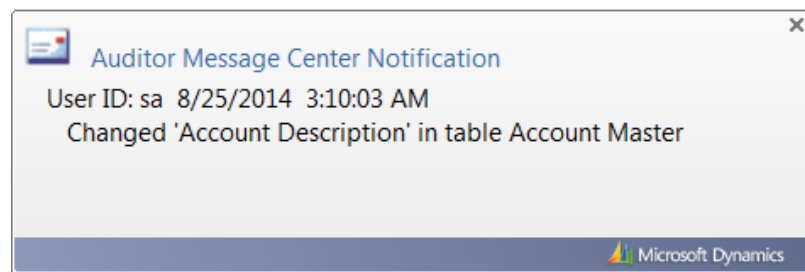 Auditor Message Center Notification
User ID: sa 8/25/2014 3:10:03 AM
Changed 'Account Description' in table Account Master
Microsoft Dynamics